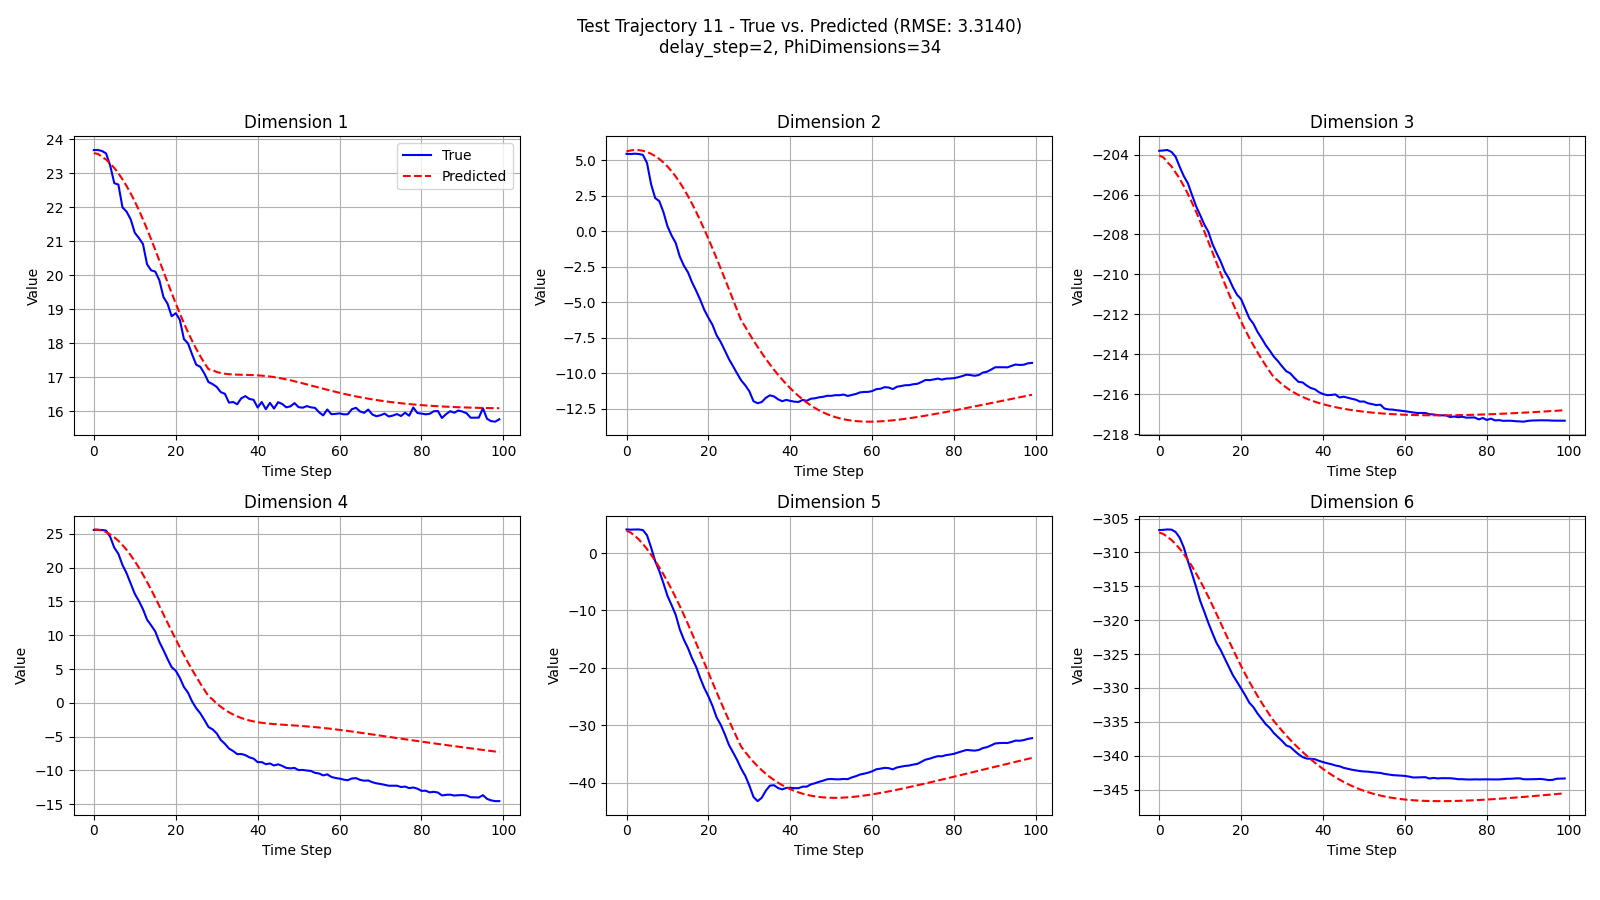 Test Trajectory 11 - True vs. Predicted (RMSE: 3.3140)
delay_step=2, PhiDimensions=34
Dimension 1
Value
24
23
22
21
20
19
18
17
16
0 20 40 60 80 100
Time Step
True
Predicted
Dimension 2
Value
5.0
2.5
0.0
−2.5
−5.0
−7.5
−10.0
−12.5
0 20 40 60 80 100
Time Step
Dimension 3
Value
−204
−206
−208
−210
−212
−214
−216
−218
0 20 40 60 80 100
Time Step
Dimension 4
Value
25
20
15
10
5
0
−5
−10
−15
0 20 40 60 80 100
Time Step
Dimension 5
Value
0
−10
−20
−30
−40
0 20 40 60 80 100
Time Step
Dimension 6
Value
−305
−310
−315
−320
−325
−330
−335
−340
−345
0 20 40 60 80 100
Time Step